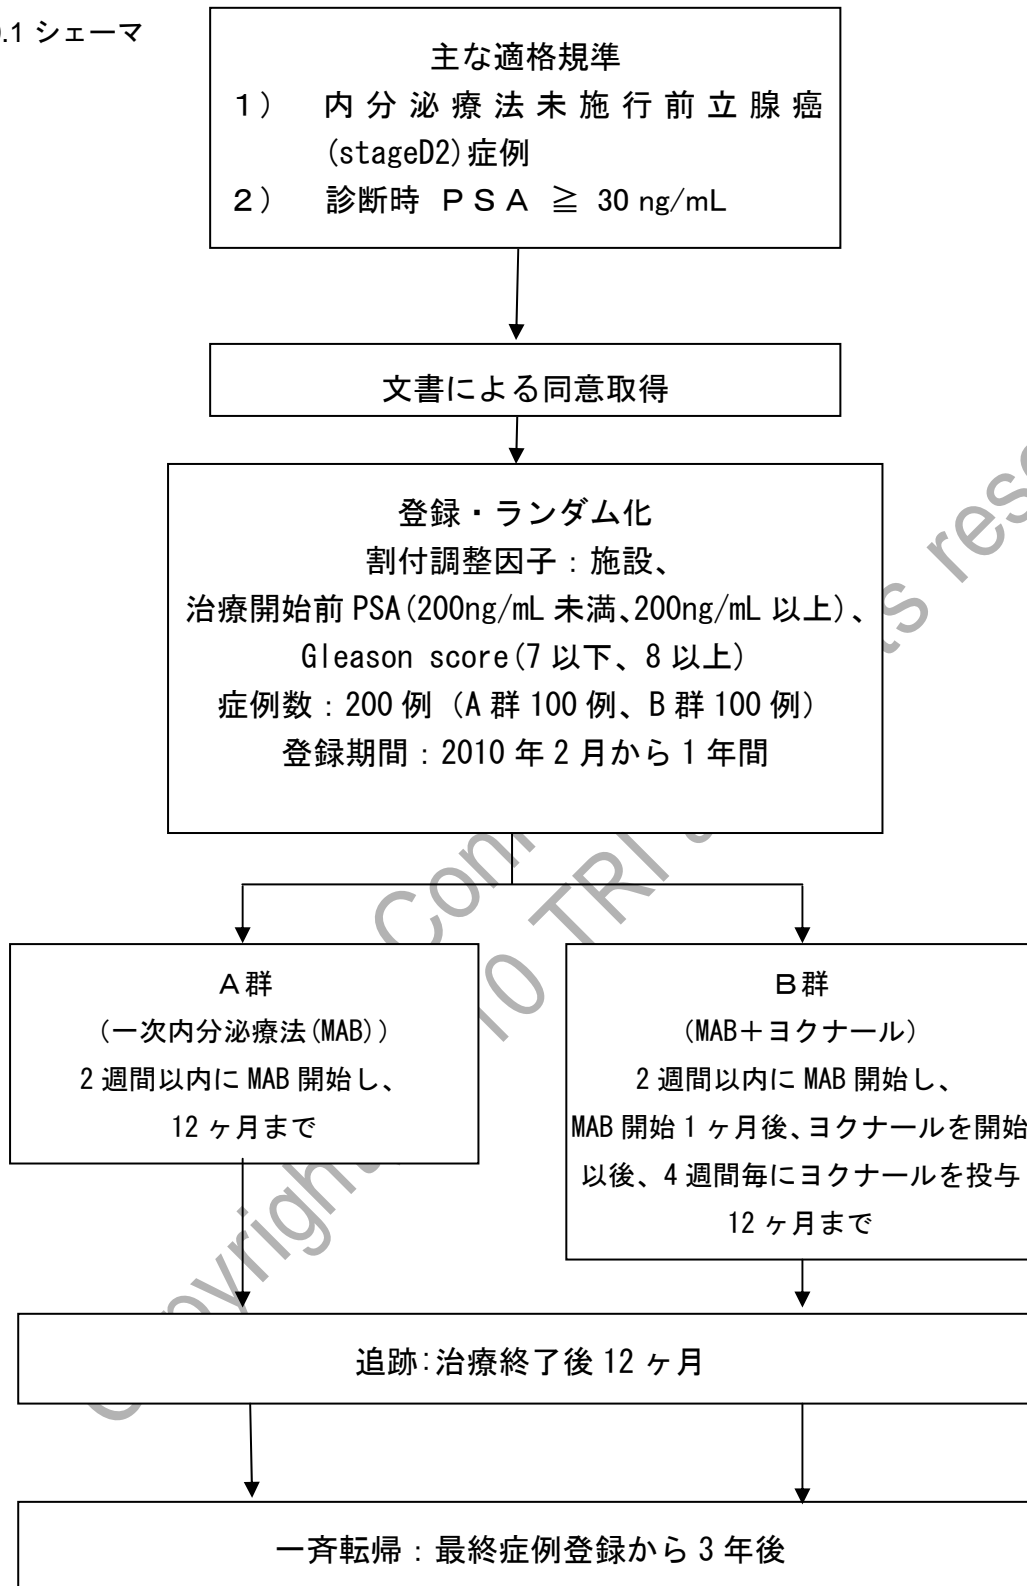 .1 シェーマ
主な適格規準
1） 内分泌療法未施行前立腺癌
(stageD2)症例
2） 診断時 ＰＳＡ ≧ 30 ng/mL
文書による同意取得
登録・ランダム化
割付調整因子：施設、
治療開始前 PSA(200ng/mL 未満、200ng/mL 以上)、
Gleason score(7 以下、8 以上)
症例数：200 例（A 群 100 例、B 群 100 例）
登録期間：2010 年 2 月から 1 年間
Ａ群
（一次内分泌療法(MAB)）
2 週間以内に MAB 開始し、
12 ヶ月まで
Ｂ群
（MAB＋ヨクナール）
2 週間以内に MAB 開始し、
MAB 開始 1 ヶ月後、ヨクナールを開始
以後、4 週間毎にヨクナールを投与
12 ヶ月まで
追跡:治療終了後 12 ヶ月
一斉転帰：最終症例登録から 3 年後